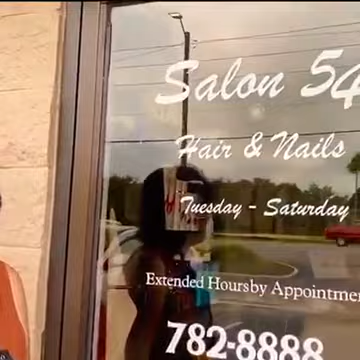 Salon 54
Hair & Nails
Tuesday - Saturday
Extended Hoursby Appointmen
782-8888